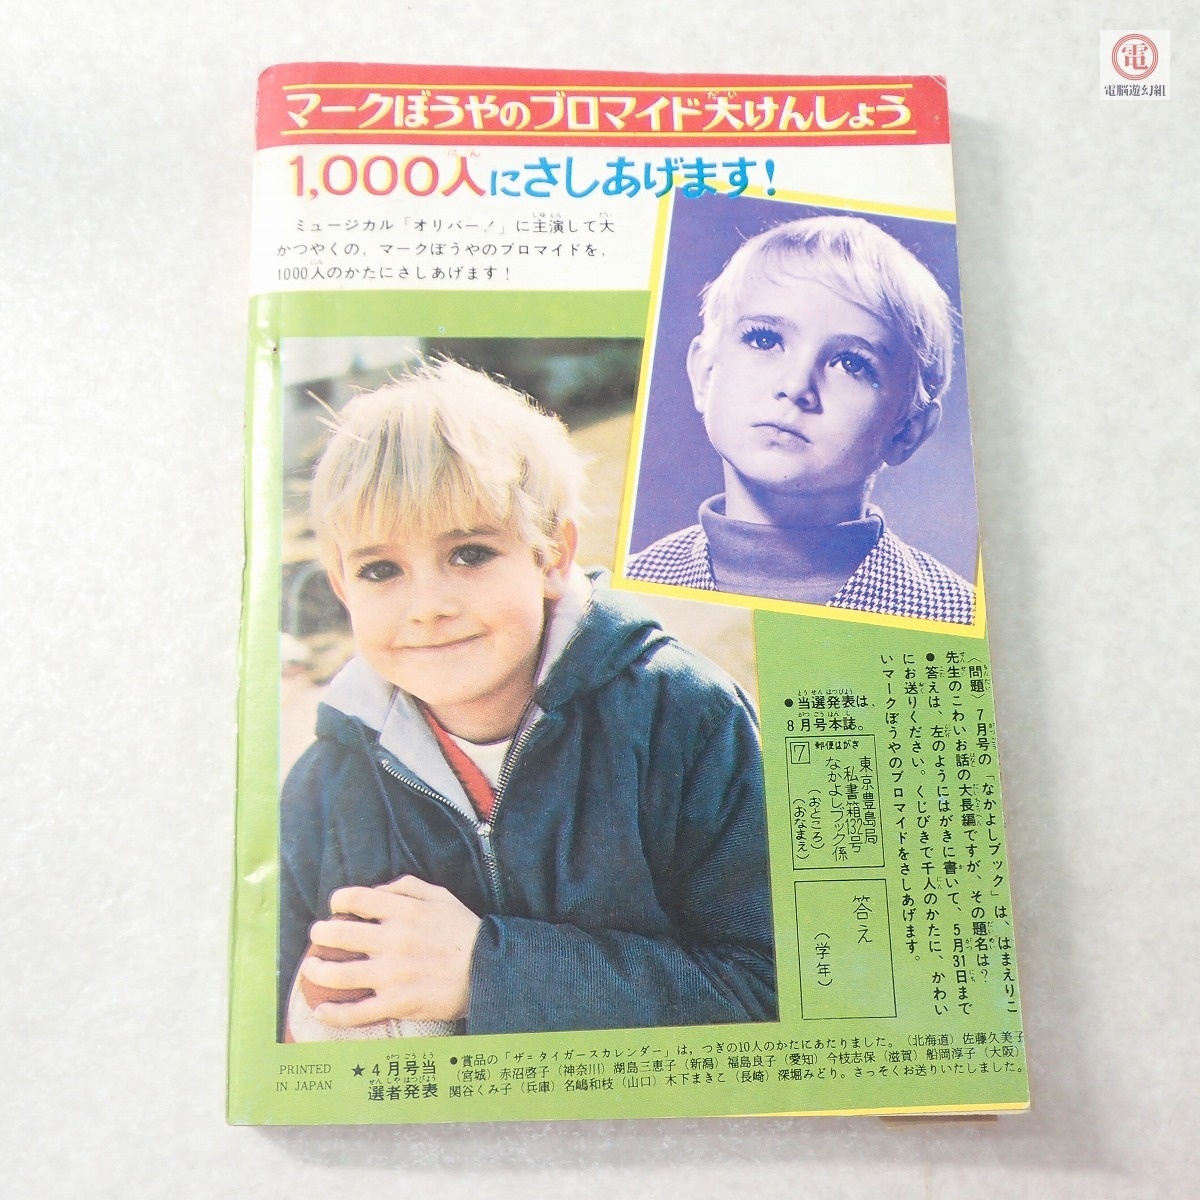 電
電脳遊幻組
マークぼうやのブロマイド大けんしょう
1,000人にさしあげます!
ミュージカル「オリバー!」に主演して大
かつやくの、マークぼうやのブロマイドを、
1000人のかたにさしあげます!
〈問題〉7月号の「なかよしブック」は、はまえりこ
先生のこわいお話の大長編ですが、その題名は?
●答えは、左のようにはがきに書いて、5月31日まで
にお送りください。くじびきで千人のかたに、かわい
いマークぼうやのブロマイドをさしあげます。
●当選発表は、
8月号本誌。
7
郵便はがき
東京豊島局
私書箱132号
なかよしブック係
(おところ)
(おなまえ)
答え
(学年)
PRINTED
IN JAPAN
★4月号当
選者発表
●賞品の「ザ=タイガースカレンダー」は、つぎの10人のかたにあたりました。(北海道)佐藤久美子
(宮城)赤沼啓子(神奈川)湖島三恵子(新潟)福島良子(愛知)今枝志保(滋賀)船岡淳子(大阪)
関谷くみ子(兵庫)名嶋和枝(山口)木下まきこ(長崎)深堀みどり。さっそくお送りいたしました。